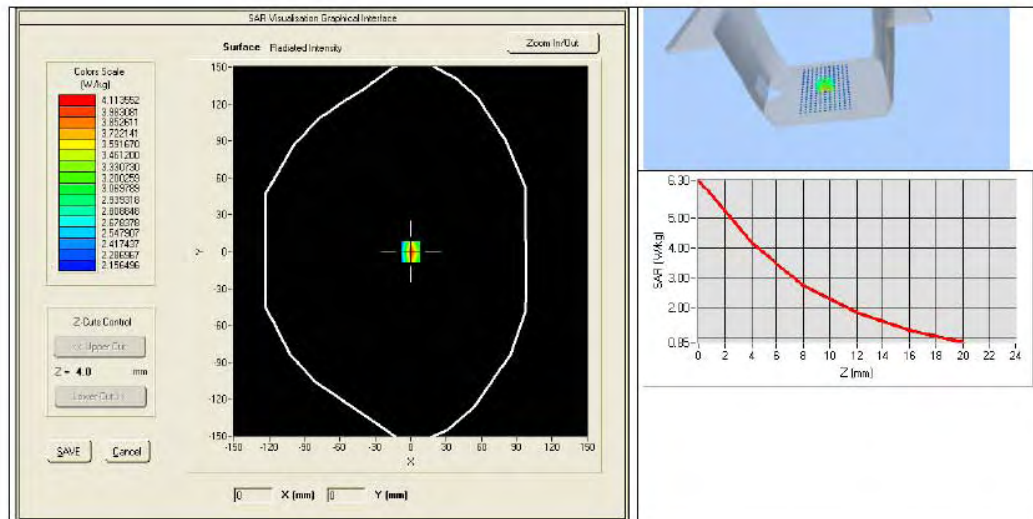 SAR Visualisation Graphical Interface
Surface Radiated Intensity
Zoom In/Out
Colors Scale
(W/kg)
4.113552
3.983081
3.852611
3.722141
3.591670
3.461200
3.330730
3.200259
3.069789
2.939318
2.808848
2.678378
2.547907
2.417437
2.286967
2.156496
Z-Cuts Control
<< Upper Cut
Z = 4.0 mm
Lower Cut >>
SAVE
Cancel
Y
150
120
90
60
30
0
-30
-60
-90
-120
-150
-150 -120 -90 -60 -30 0 30 60 90 120 150
X
0 X (mm) 0 Y (mm)
SAR (W/kg)
6.30
5.00
4.00
3.00
2.00
0.85
0 2 4 6 8 10 12 14 16 18 20 22 24
Z (mm)